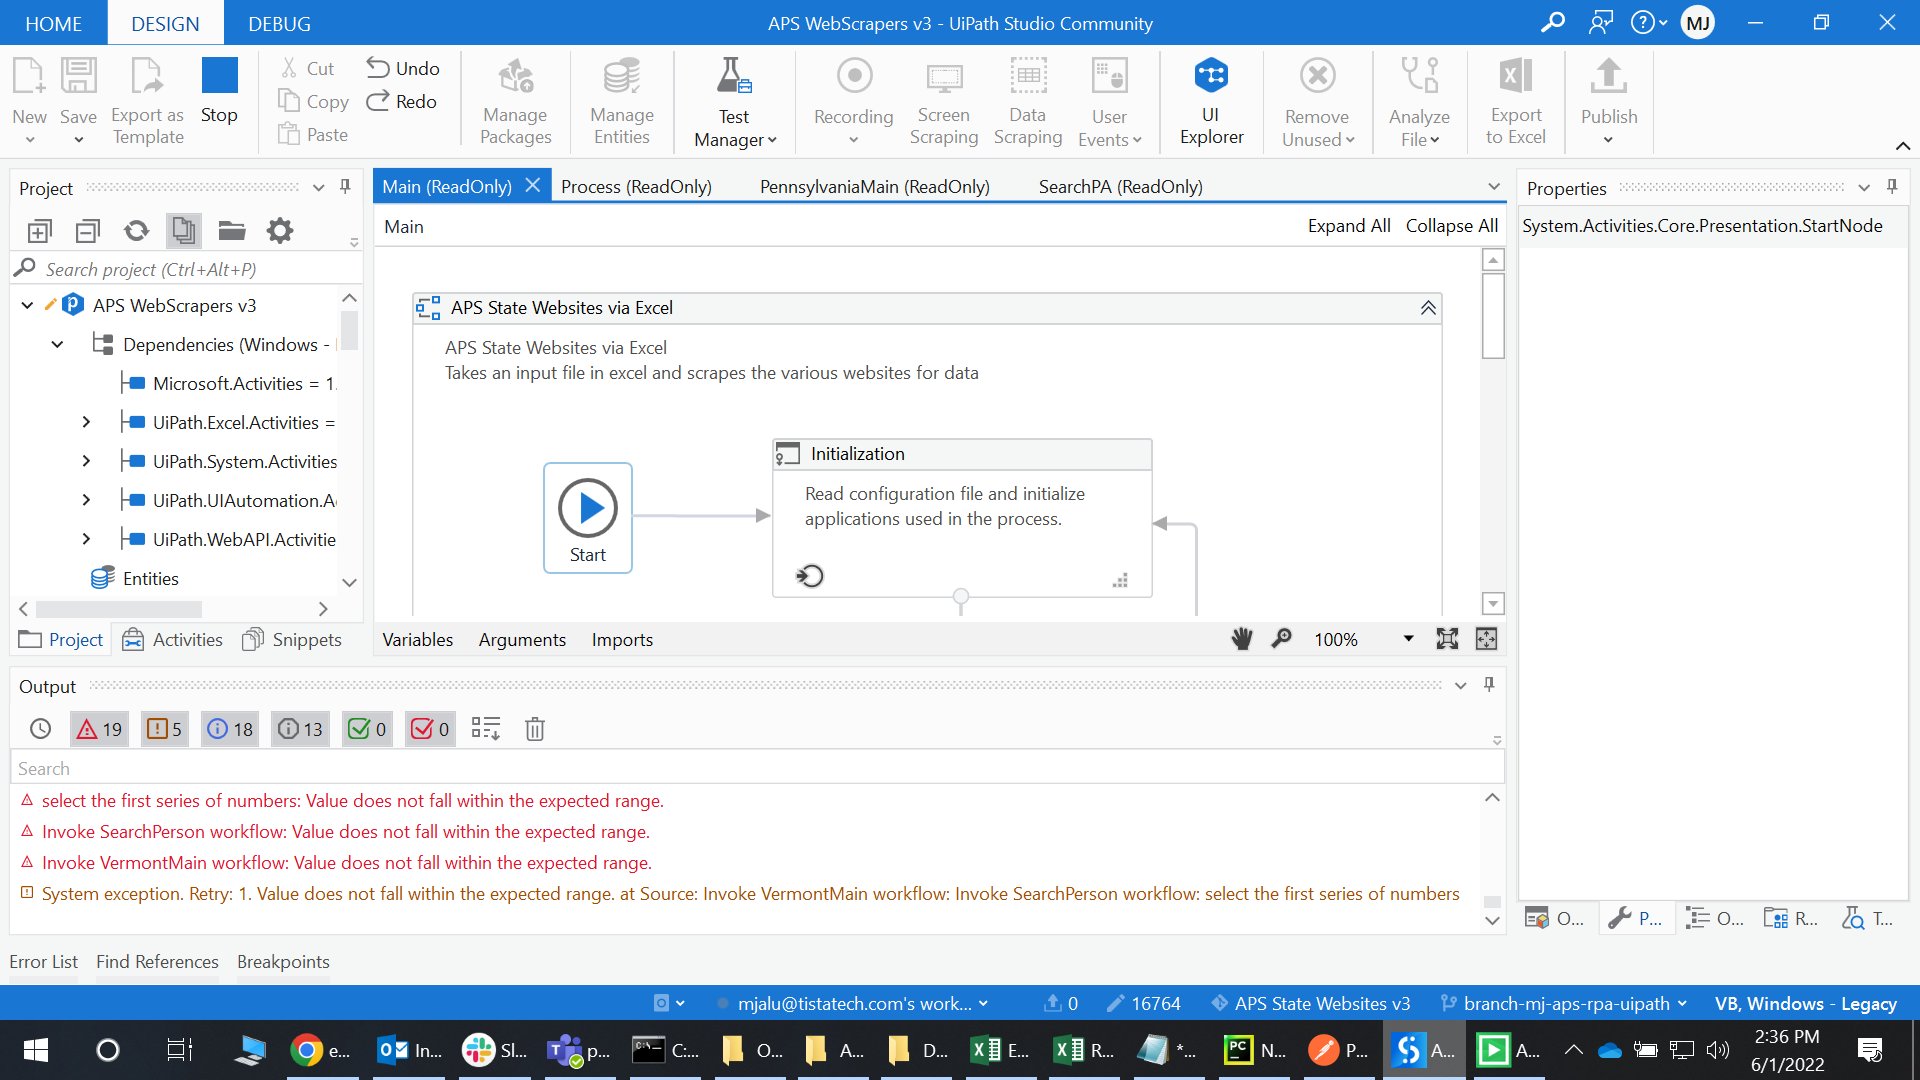 HOME DESIGN DEBUG APS WebScrapers v3 - UiPath Studio Community MJ
New Save Export as Template Stop Cut Copy Paste Undo Redo
Manage Packages Manage Entities Test Manager Recording Screen Scraping Data Scraping User Events UI Explorer Remove Unused Analyze File Export to Excel Publish
Project
Search project (Ctrl+Alt+P)
APS WebScrapers v3
Dependencies (Windows -
Microsoft.Activities = 1.
UiPath.Excel.Activities =
UiPath.System.Activities
UiPath.UIAutomation.A
UiPath.WebAPI.Activitie
Entities
Project Activities Snippets
Main (ReadOnly) Process (ReadOnly) PennsylvaniaMain (ReadOnly) SearchPA (ReadOnly)
Main Expand All Collapse All
APS State Websites via Excel
APS State Websites via Excel
Takes an input file in excel and scrapes the various websites for data
Start
Initialization
Read configuration file and initialize
applications used in the process.
Variables Arguments Imports 100%
Properties
System.Activities.Core.Presentation.StartNode
O... P... O... R... T...
Output
19 5 18 13 0 0
Search
select the first series of numbers: Value does not fall within the expected range.
Invoke SearchPerson workflow: Value does not fall within the expected range.
Invoke VermontMain workflow: Value does not fall within the expected range.
System exception. Retry: 1. Value does not fall within the expected range. at Source: Invoke VermontMain workflow: Invoke SearchPerson workflow: select the first series of numbers
Error List Find References Breakpoints
mjalu@tistatech.com's work... 0 16764 APS State Websites v3 branch-mj-aps-rpa-uipath VB, Windows - Legacy
e... In... Sl... p... C:... O... A... D... E... R... *... N... P... A... A...
2:36 PM
6/1/2022